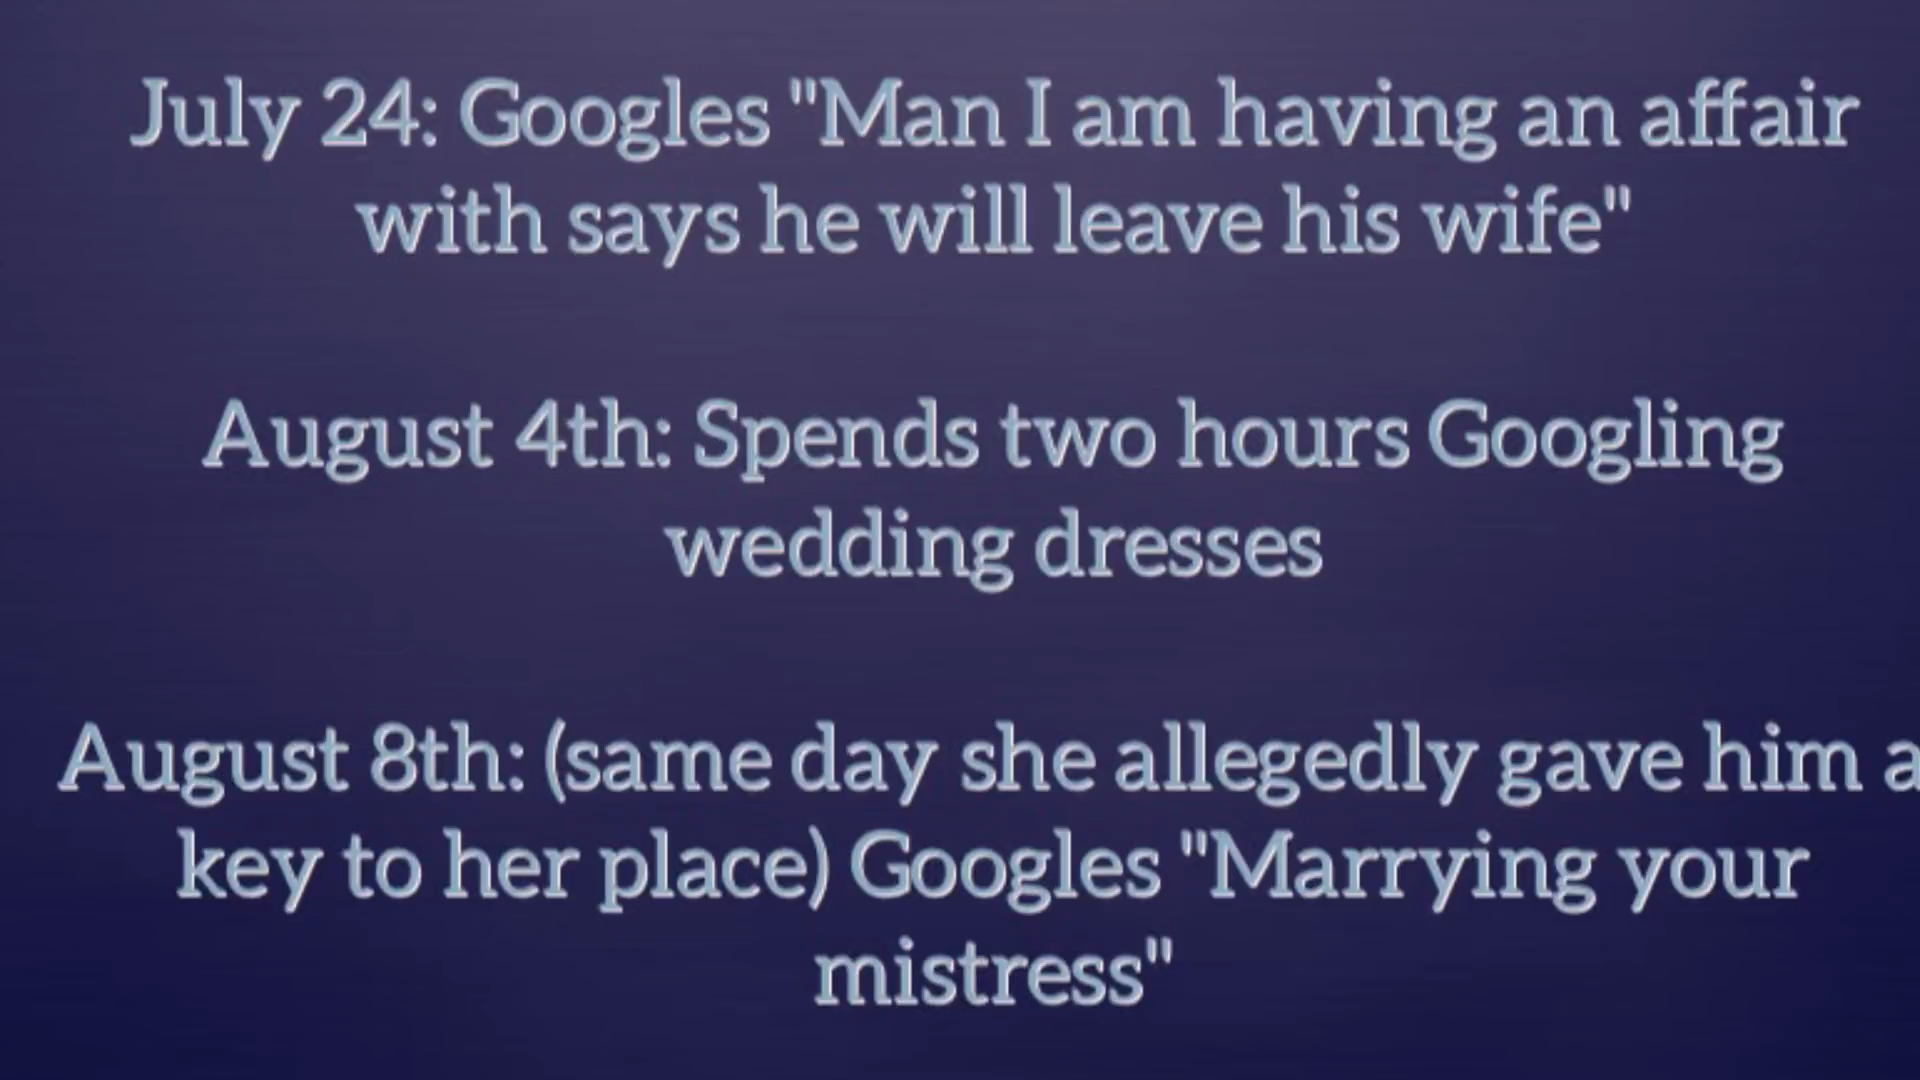 July 24: Googles "Man I am having an affair
with says he will leave his wife"
August 4th: Spends two hours Googling
wedding dresses
August 8th: (same day she allegedly gave him a
key to her place) Googles "Marrying your
mistress"